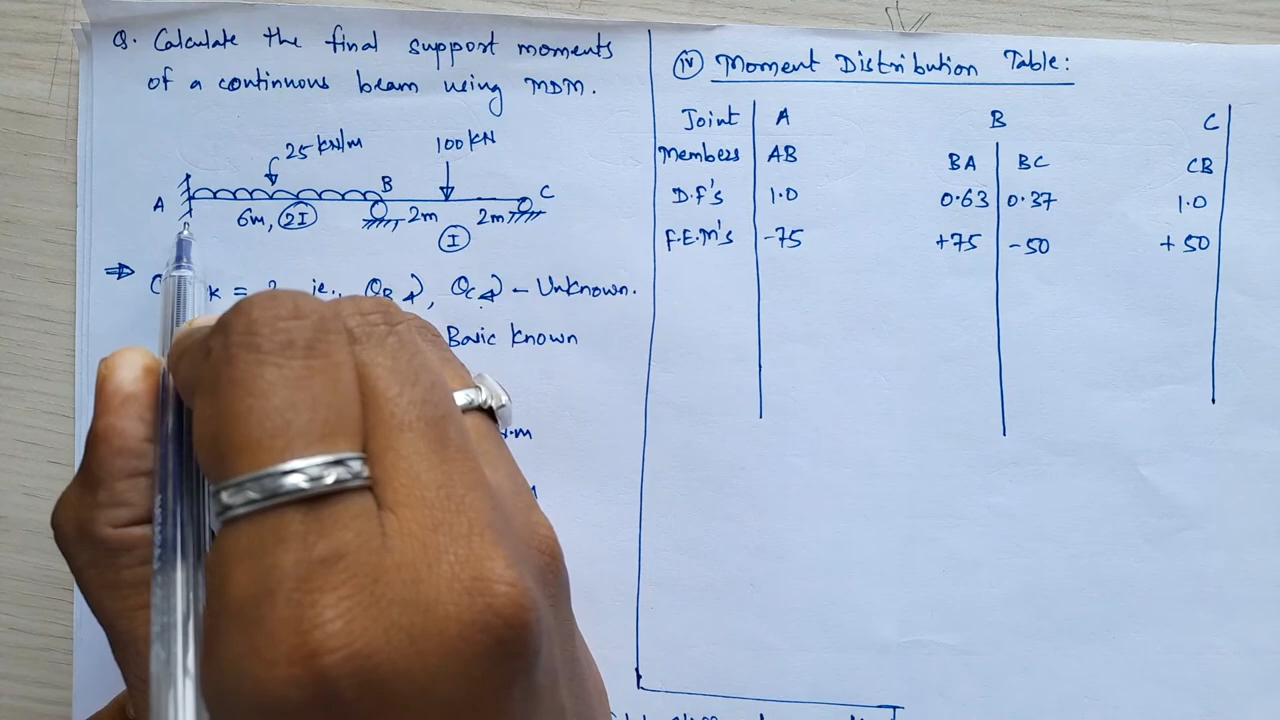 Q. Calculate the final support moments
of a continuous beam using MDM.
25 kN/m
100 kN
A
B
C
6m, 2I
2m
2m
I
⇒
k = 2 ie., θB, θC - Unknown.
Basic Known
N.m
iv Moment Distribution Table:
Joint A B C
Members AB BA BC CB
D.F's 1.0 0.63 0.37 1.0
F.E.M's -75 +75 -50 +50